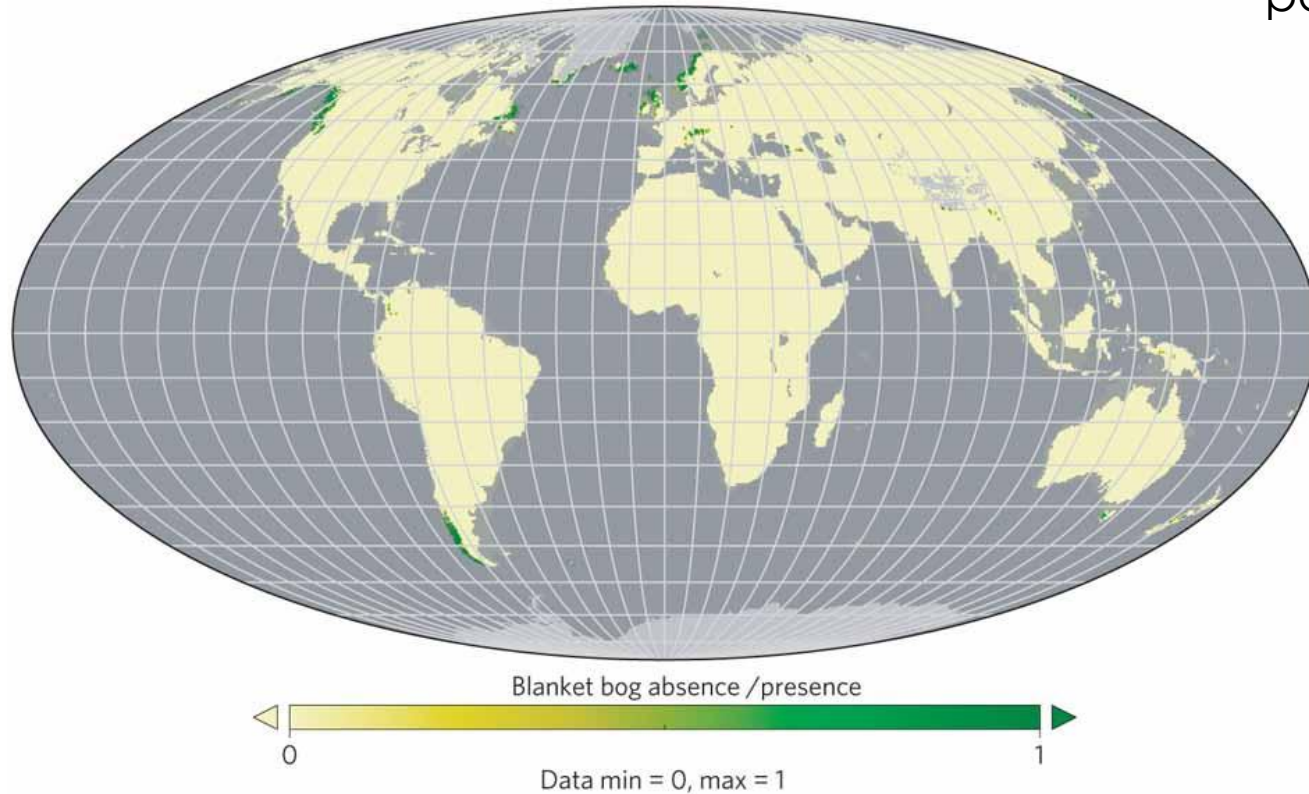 Blanket bog absence /presence
0 1
Data min = 0, max = 1